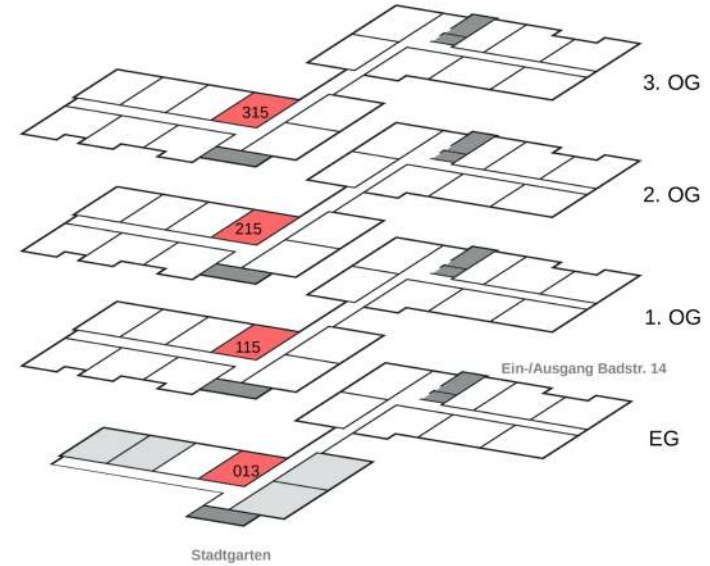 3. OG
315
2. OG
215
1. OG
115
Ein-/Ausgang Badstr. 14
EG
013
Stadtgarten